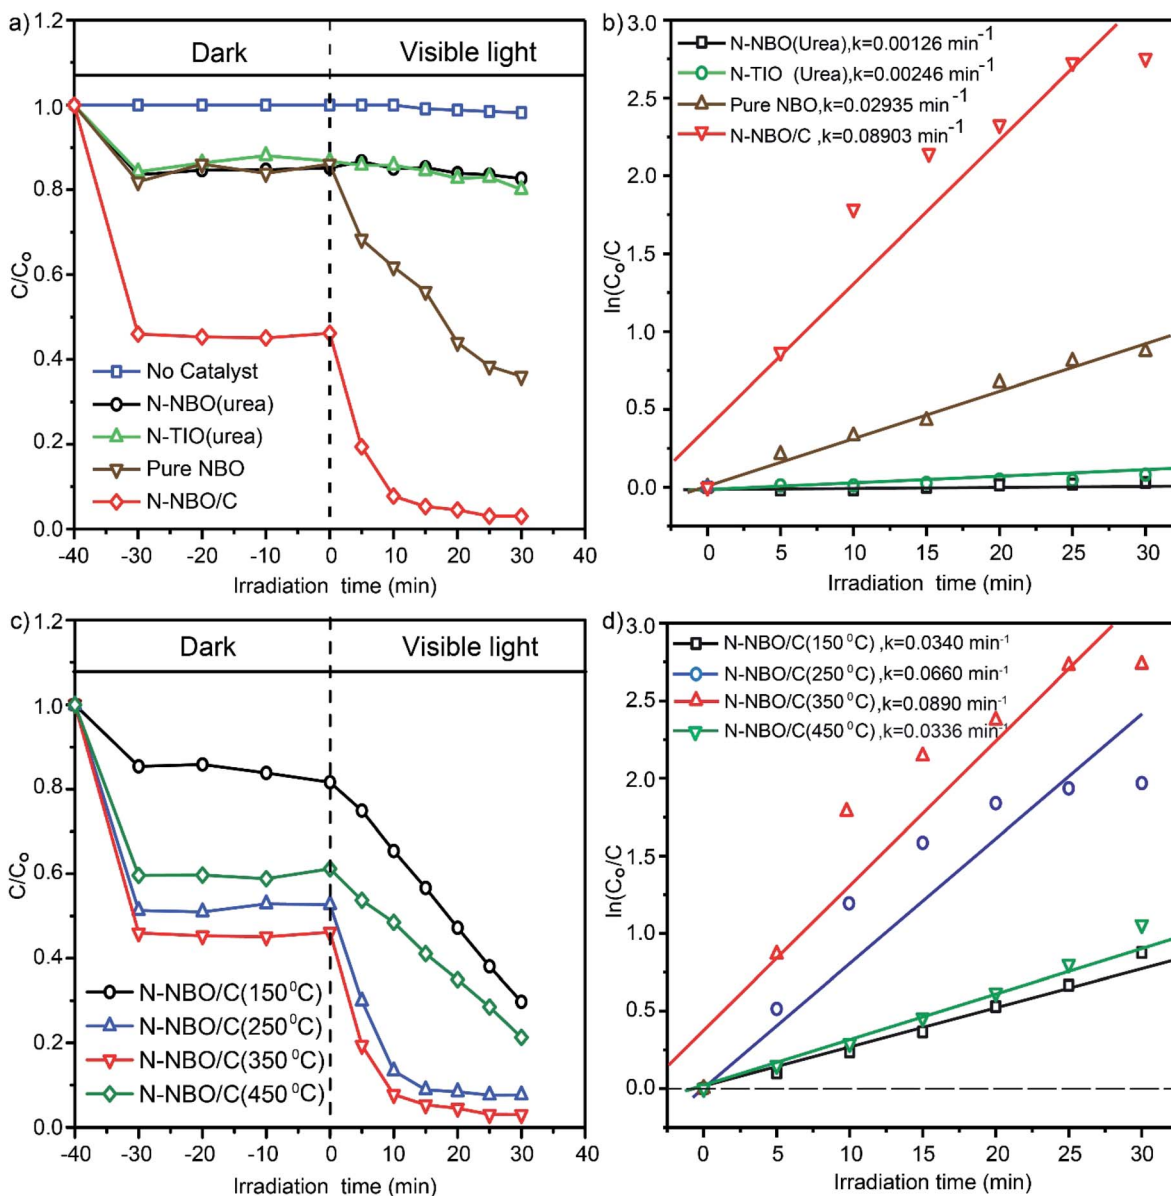 a)
1.2
Dark
Visible light
1.0
0.8
0.6
0.4
0.2
0.0
C/Co
No Catalyst
N-NBO(urea)
N-TIO(urea)
Pure NBO
N-NBO/C
-40 -30 -20 -10 0 10 20 30 40
Irradiation time (min)
b)
3.0
2.5
2.0
1.5
1.0
0.5
0.0
ln(Co/C)
N-NBO(Urea),k=0.00126 min-1
N-TIO (Urea),k=0.00246 min-1
Pure NBO,k=0.02935 min-1
N-NBO/C ,k=0.08903 min-1
0 5 10 15 20 25 30
Irradiation time (min)
c)
1.2
Dark
Visible light
1.0
0.8
0.6
0.4
0.2
0.0
C/Co
N-NBO/C(150⁰C)
N-NBO/C(250⁰C)
N-NBO/C(350⁰C)
N-NBO/C(450⁰C)
-40 -30 -20 -10 0 10 20 30 40
Irradiation time (min)
d)
3.0
2.5
2.0
1.5
1.0
0.5
0.0
ln(Co/C)
N-NBO/C(150⁰C) ,k=0.0340 min-1
N-NBO/C(250⁰C) ,k=0.0660 min-1
N-NBO/C(350⁰C) ,k=0.0890 min-1
N-NBO/C(450⁰C) ,k=0.0336 min-1
0 5 10 15 20 25 30
Irradiation time (min)